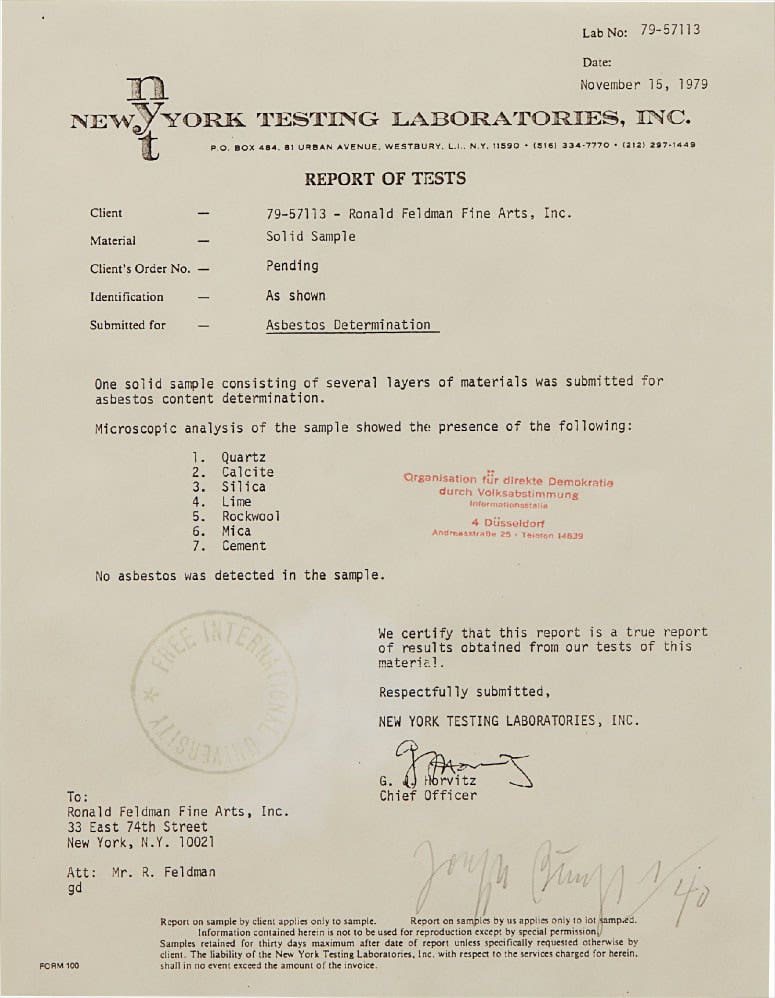 Lab No: 79-57113
Date:
November 15, 1979
nyt
NEW YORK TESTING LABORATORIES, INC.
P.O. BOX 484, 81 URBAN AVENUE, WESTBURY, L.I., N.Y. 11590 • (516) 334-7770 • (212) 297-1449
REPORT OF TESTS
Client — 79-57113 - Ronald Feldman Fine Arts, Inc.
Material — Solid Sample
Client's Order No. — Pending
Identification — As shown
Submitted for — Asbestos Determination
One solid sample consisting of several layers of materials was submitted for
asbestos content determination.
Microscopic analysis of the sample showed the presence of the following:
1. Quartz
2. Calcite
3. Silica
4. Lime
5. Rockwool
6. Mica
7. Cement
Organisation für direkte Demokratie
durch Volksabstimmung
Informationsstelle
4 Düsseldorf
Andreasstraße 25 • Telefon 14839
No asbestos was detected in the sample.
FREE INTERNATIONAL UNIVERSITY
We certify that this report is a true report
of results obtained from our tests of this
material.
Respectfully submitted,
NEW YORK TESTING LABORATORIES, INC.
G. J. Horvitz
Chief Officer
To:
Ronald Feldman Fine Arts, Inc.
33 East 74th Street
New York, N.Y. 10021
Att: Mr. R. Feldman
gd
Joseph Beuys 1/40
Report on sample by client applies only to sample. Report on samples by us applies only to lot sampled.
Information contained herein is not to be used for reproduction except by special permission.
Samples retained for thirty days maximum after date of report unless specifically requested otherwise by
client. The liability of the New York Testing Laboratories, Inc. with respect to the services charged for herein,
shall in no event exceed the amount of the invoice.
FORM 100